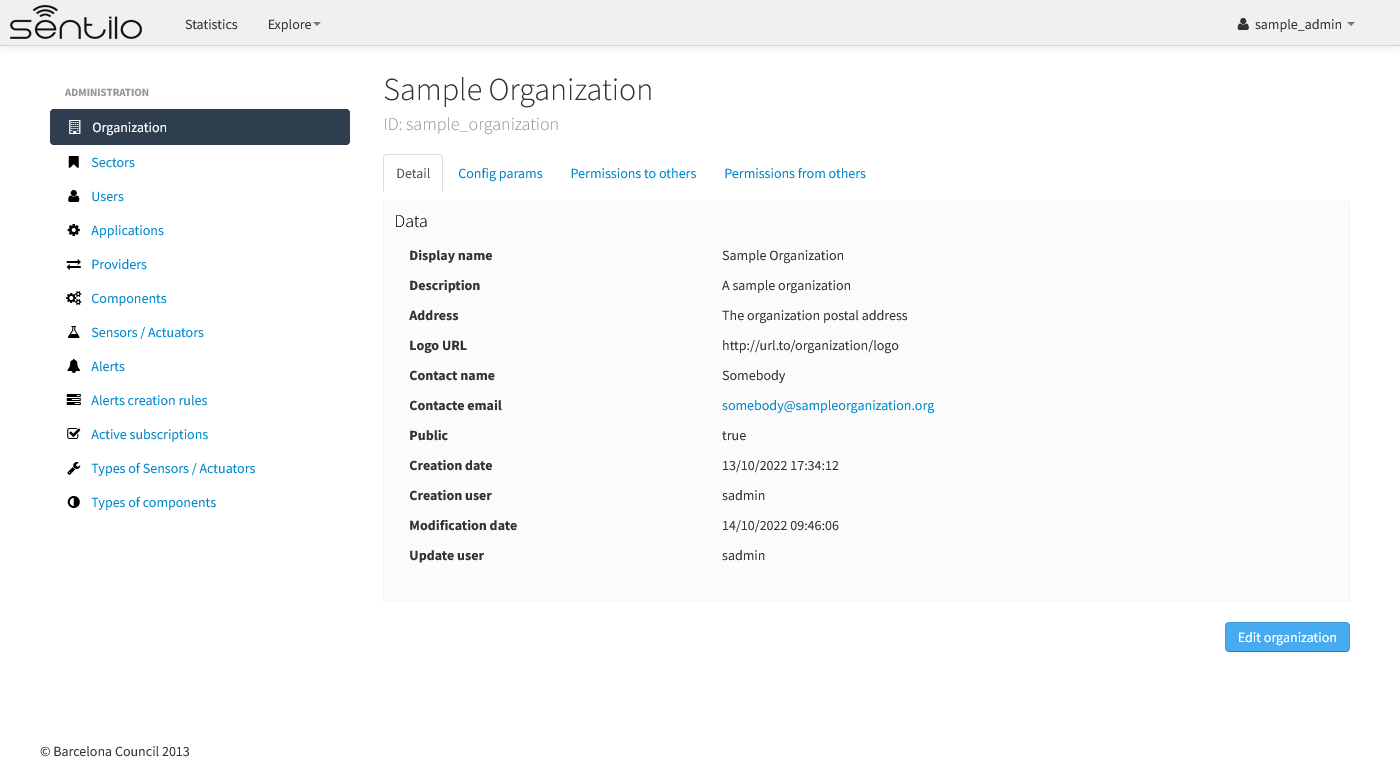 sentilo
Statistics
Explore
sample_admin
ADMINISTRATION
Organization
Sectors
Users
Applications
Providers
Components
Sensors / Actuators
Alerts
Alerts creation rules
Active subscriptions
Types of Sensors / Actuators
Types of components
Sample Organization
ID: sample_organization
Detail
Config params
Permissions to others
Permissions from others
Data
Display name Sample Organization
Description A sample organization
Address The organization postal address
Logo URL http://url.to/organization/logo
Contact name Somebody
Contacte email somebody@sampleorganization.org
Public true
Creation date 13/10/2022 17:34:12
Creation user sadmin
Modification date 14/10/2022 09:46:06
Update user sadmin
Edit organization
© Barcelona Council 2013